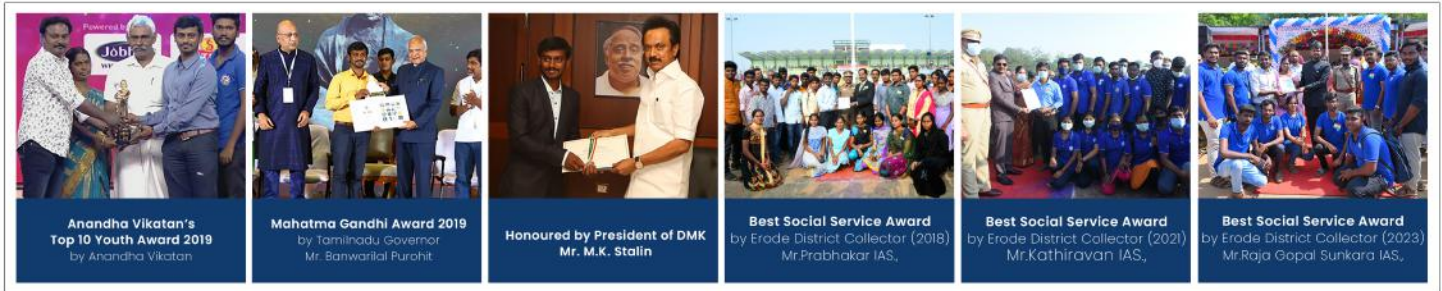 Powered by
Jobb
Anandha Vikatan's
Top 10 Youth Award 2019
by Anandha Vikatan
Mahatma Gandhi Award 2019
by Tamilnadu Governor
Mr. Banwarilal Purohit
Honoured by President of DMK
Mr. M.K. Stalin
Best Social Service Award
by Erode District Collector (2018)
Mr.Prabhakar IAS.,
Best Social Service Award
by Erode District Collector (2021)
Mr.Kathiravan IAS.,
Best Social Service Award
by Erode District Collector (2023)
Mr.Raja Gopal Sunkara IAS.,